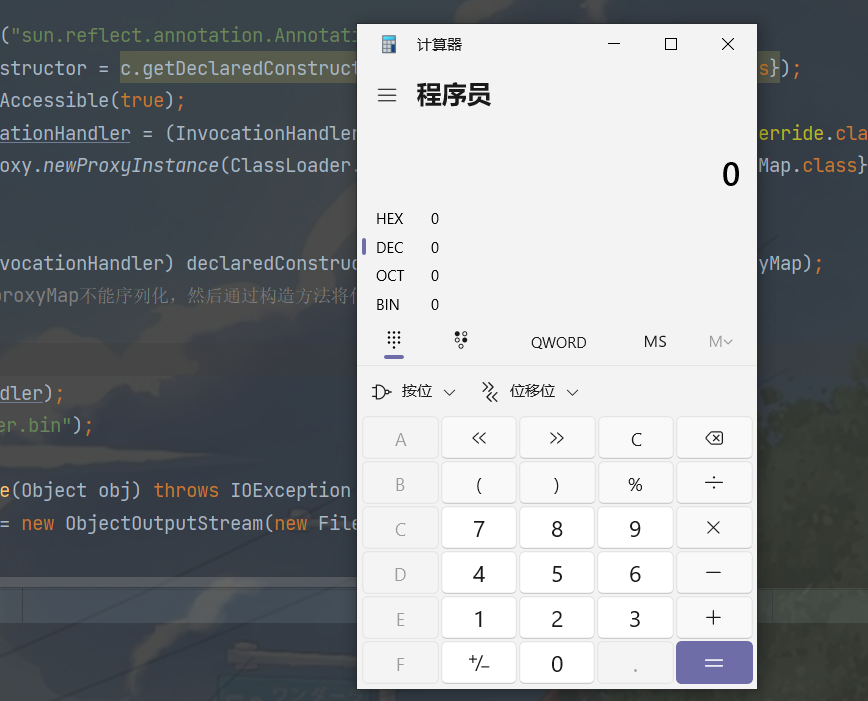 ("sun.reflect.annotation.Annotati
计算器
structor = c.getDeclaredConstruct
s});
程序员
Accessible(true);
ationHandler = (InvocationHandler
erride.cla
oxy.newProxyInstance(ClassLoader.
Map.class}
0
HEX 0
DEC 0
vocationHandler) declaredConstruc
yMap);
OCT 0
roxyMap不能序列化，然后通过构造方法将
BIN 0
QWORD MS M
按位 位移位
dler);
er.bin");
A « » C
B ( ) % ÷
e(Object obj) throws IOException
= new ObjectOutputStream(new File
C 7 8 9 ×
D 4 5 6 −
E 1 2 3 +
F +/− 0 . =
ワンダー